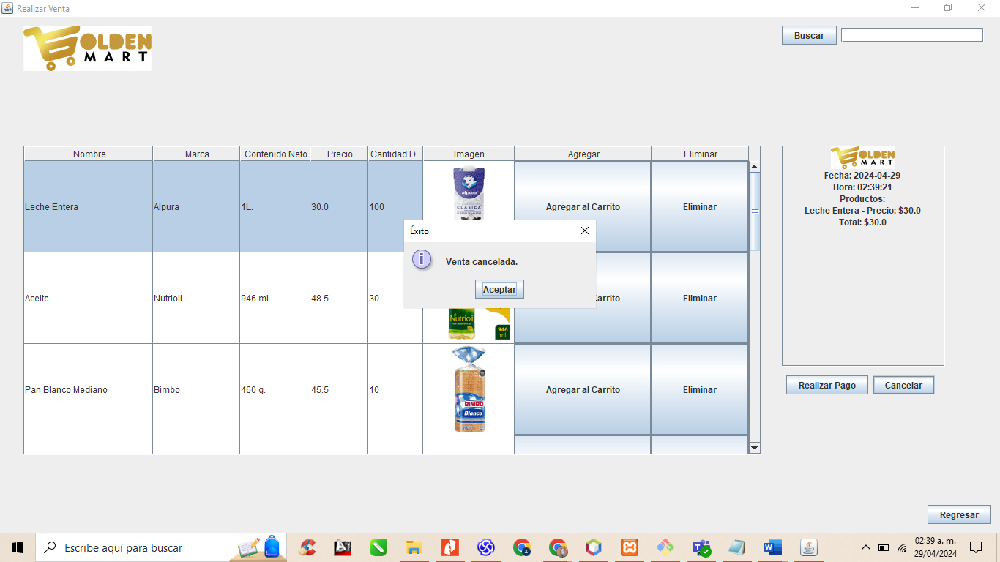 Realizar Venta
OLDEN
MART
Buscar
Nombre Marca Contenido Neto Precio Cantidad D... Imagen Agregar Eliminar
Leche Entera Alpura 1L. 30.0 100 Agregar al Carrito Eliminar
alpura
CLÁSICA
Aceite Nutrioli 946 ml. 48.5 30 Carrito Eliminar
Nutrioli
946
ml
Pan Blanco Mediano Bimbo 460 g. 45.5 10 Agregar al Carrito Eliminar
BIMBO
Blanco
Éxito
Venta cancelada.
Aceptar
OLDEN
MART
Fecha: 2024-04-29
Hora: 02:39:21
Productos:
Leche Entera - Precio: $30.0
Total: $30.0
Realizar Pago Cancelar
Regresar
Escribe aquí para buscar
02:39 a. m.
29/04/2024